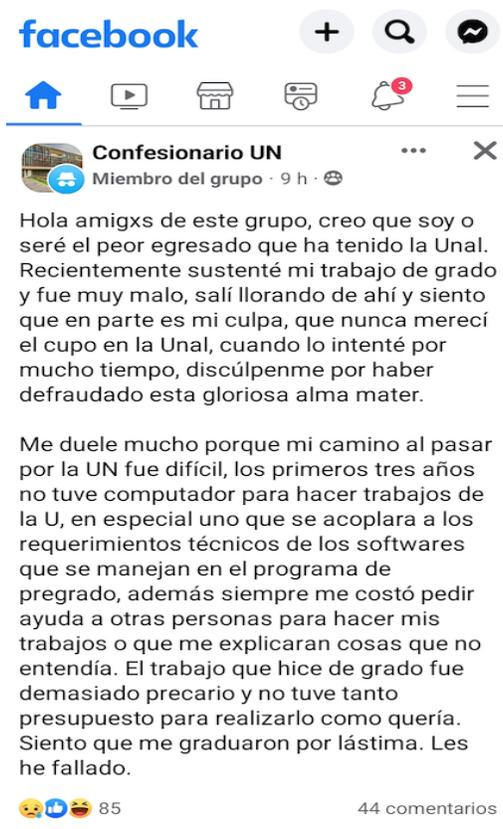 facebook
3
Confesionario UN
Miembro del grupo · 9 h ·
Hola amigxs de este grupo, creo que soy o
seré el peor egresado que ha tenido la Unal.
Recientemente sustenté mi trabajo de grado
y fue muy malo, salí llorando de ahí y siento
que en parte es mi culpa, que nunca merecí
el cupo en la Unal, cuando lo intenté por
mucho tiempo, discúlpenme por haber
defraudado esta gloriosa alma mater.
Me duele mucho porque mi camino al pasar
por la UN fue difícil, los primeros tres años
no tuve computador para hacer trabajos de
la U, en especial uno que se acoplara a los
requerimientos técnicos de los softwares
que se manejan en el programa de
pregrado, además siempre me costó pedir
ayuda a otras personas para hacer mis
trabajos o que me explicaran cosas que no
entendía. El trabajo que hice de grado fue
demasiado precario y no tuve tanto
presupuesto para realizarlo como quería.
Siento que me graduaron por lástima. Les
he fallado.
85
44 comentarios